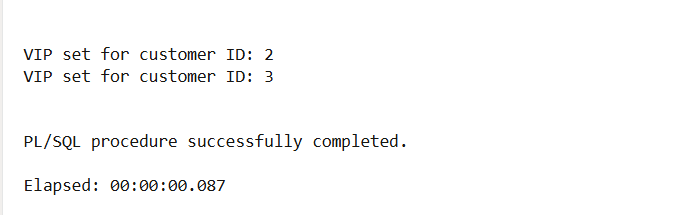 VIP set for customer ID: 2
VIP set for customer ID: 3
PL/SQL procedure successfully completed.
Elapsed: 00:00:00.087